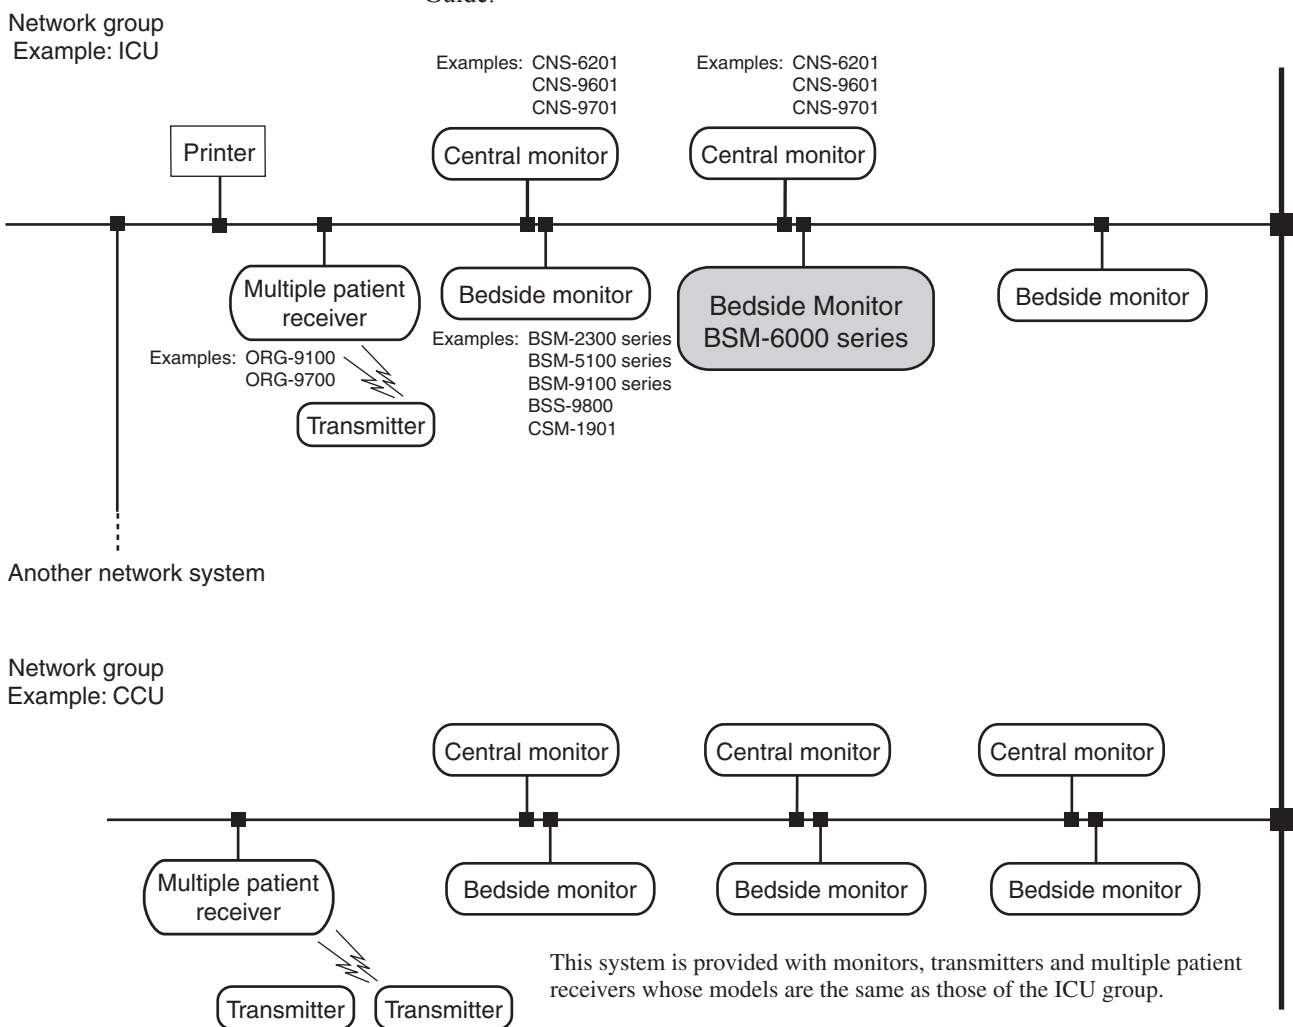 Guide.
Network group
Example: ICU
Examples: CNS-6201
CNS-9601
CNS-9701
Examples: CNS-6201
CNS-9601
CNS-9701
Printer
Central monitor
Central monitor
Multiple patient
receiver
Bedside monitor
Bedside Monitor
BSM-6000 series
Bedside monitor
Examples: ORG-9100
ORG-9700
Examples: BSM-2300 series
BSM-5100 series
BSM-9100 series
BSS-9800
CSM-1901
Transmitter
Another network system
Network group
Example: CCU
Central monitor
Central monitor
Central monitor
Multiple patient
receiver
Bedside monitor
Bedside monitor
Bedside monitor
This system is provided with monitors, transmitters and multiple patient
receivers whose models are the same as those of the ICU group.
Transmitter
Transmitter